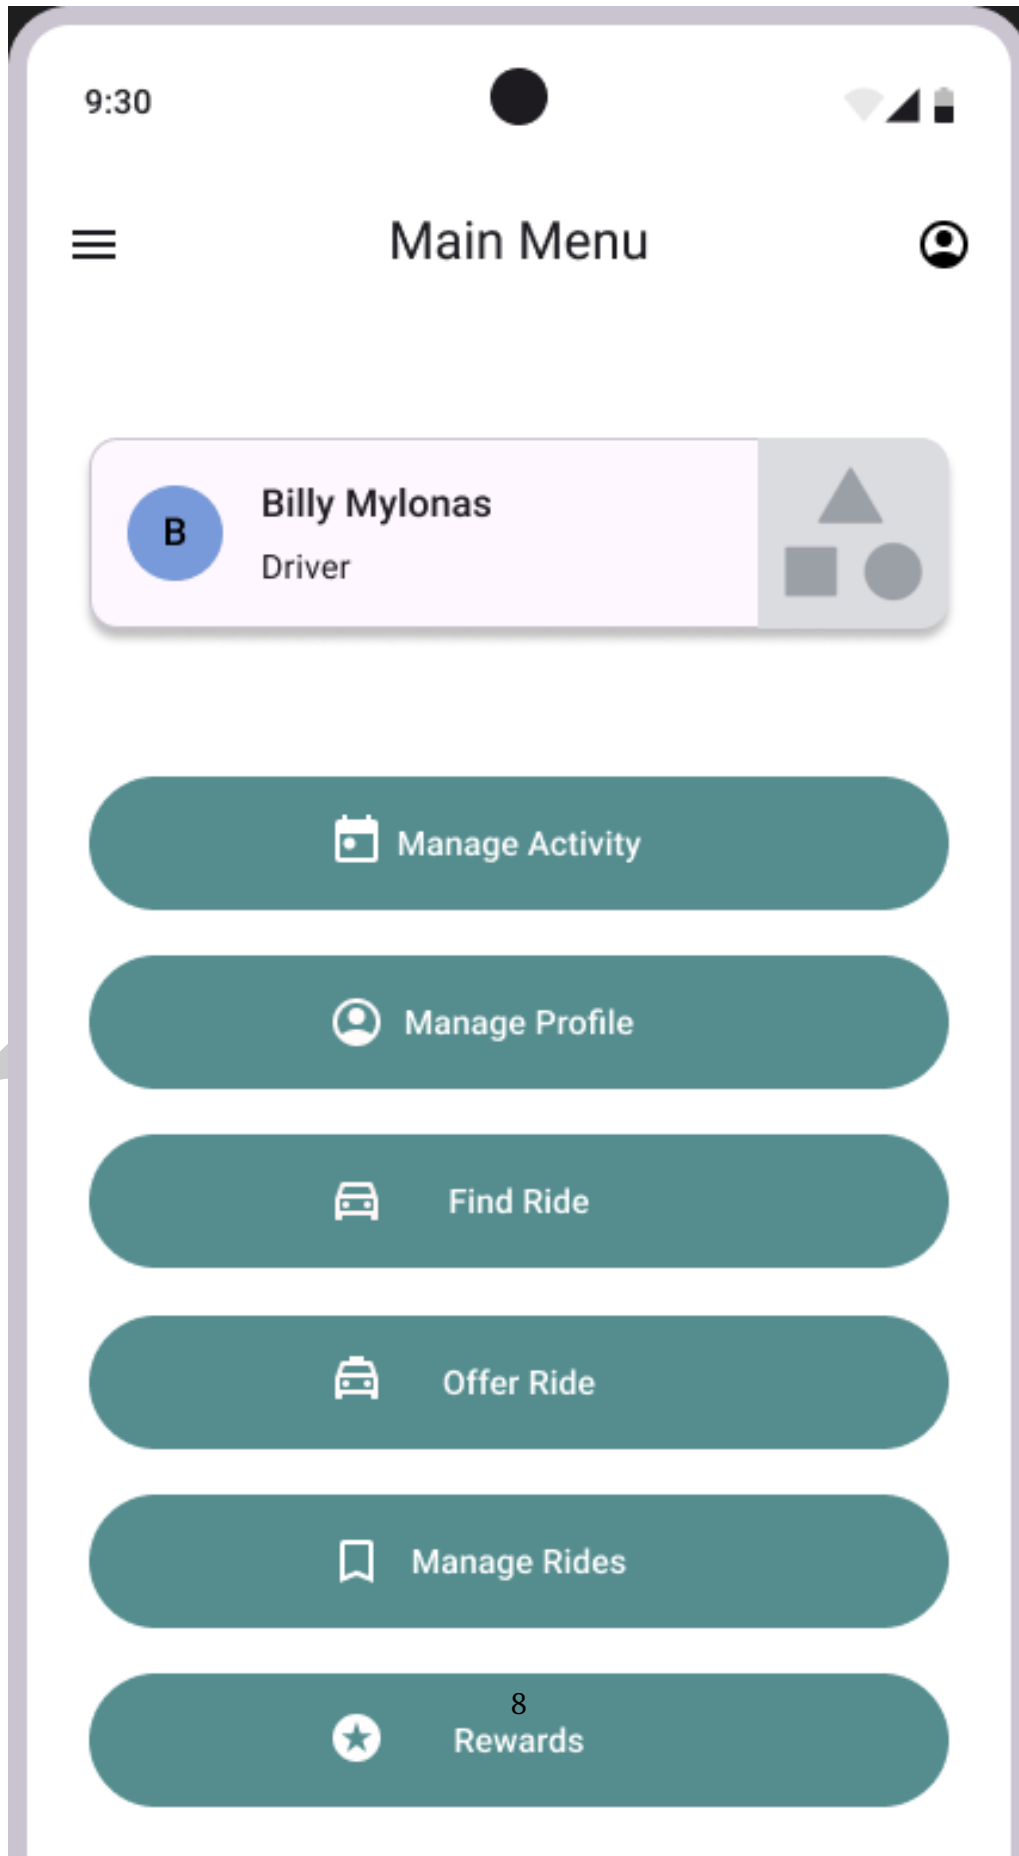 9:30
Main Menu
B
Billy Mylonas
Driver
Manage Activity
Manage Profile
Find Ride
Offer Ride
Manage Rides
8
Rewards